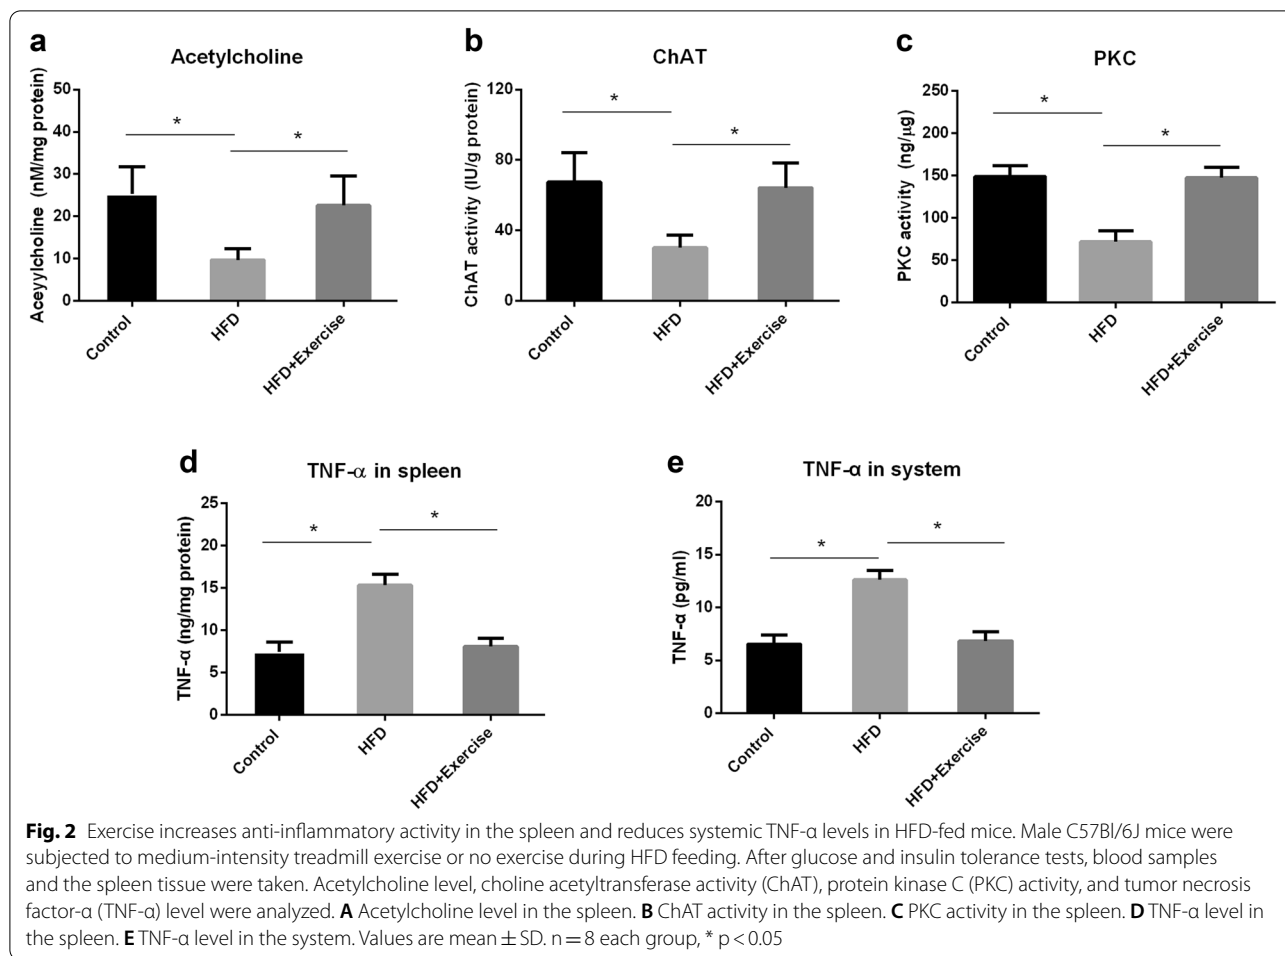 a
Acetylcholine
Aceyylcholine (nM/mg protein)
50
40
30
20
10
0
*
*
Control
HFD
HFD+Exercise
b
ChAT
ChAT activity (IU/g protein)
120
80
40
0
*
*
Control
HFD
HFD+Exercise
c
PKC
PKC activity (ng/μg)
250
200
150
100
50
0
*
*
Control
HFD
HFD+Exercise
d
TNF-α in spleen
TNF-α (ng/mg protein)
25
20
15
10
5
0
*
*
Control
HFD
HFD+Exercise
e
TNF-α in system
TNF-α (pg/ml)
20
15
10
5
0
*
*
Control
HFD
HFD+Exercise
Fig. 2 Exercise increases anti-inflammatory activity in the spleen and reduces systemic TNF-α levels in HFD-fed mice. Male C57Bl/6J mice were
subjected to medium-intensity treadmill exercise or no exercise during HFD feeding. After glucose and insulin tolerance tests, blood samples
and the spleen tissue were taken. Acetylcholine level, choline acetyltransferase activity (ChAT), protein kinase C (PKC) activity, and tumor necrosis
factor-α (TNF-α) level were analyzed. A Acetylcholine level in the spleen. B ChAT activity in the spleen. C PKC activity in the spleen. D TNF-α level in
the spleen. E TNF-α level in the system. Values are mean ± SD. n = 8 each group, * p < 0.05